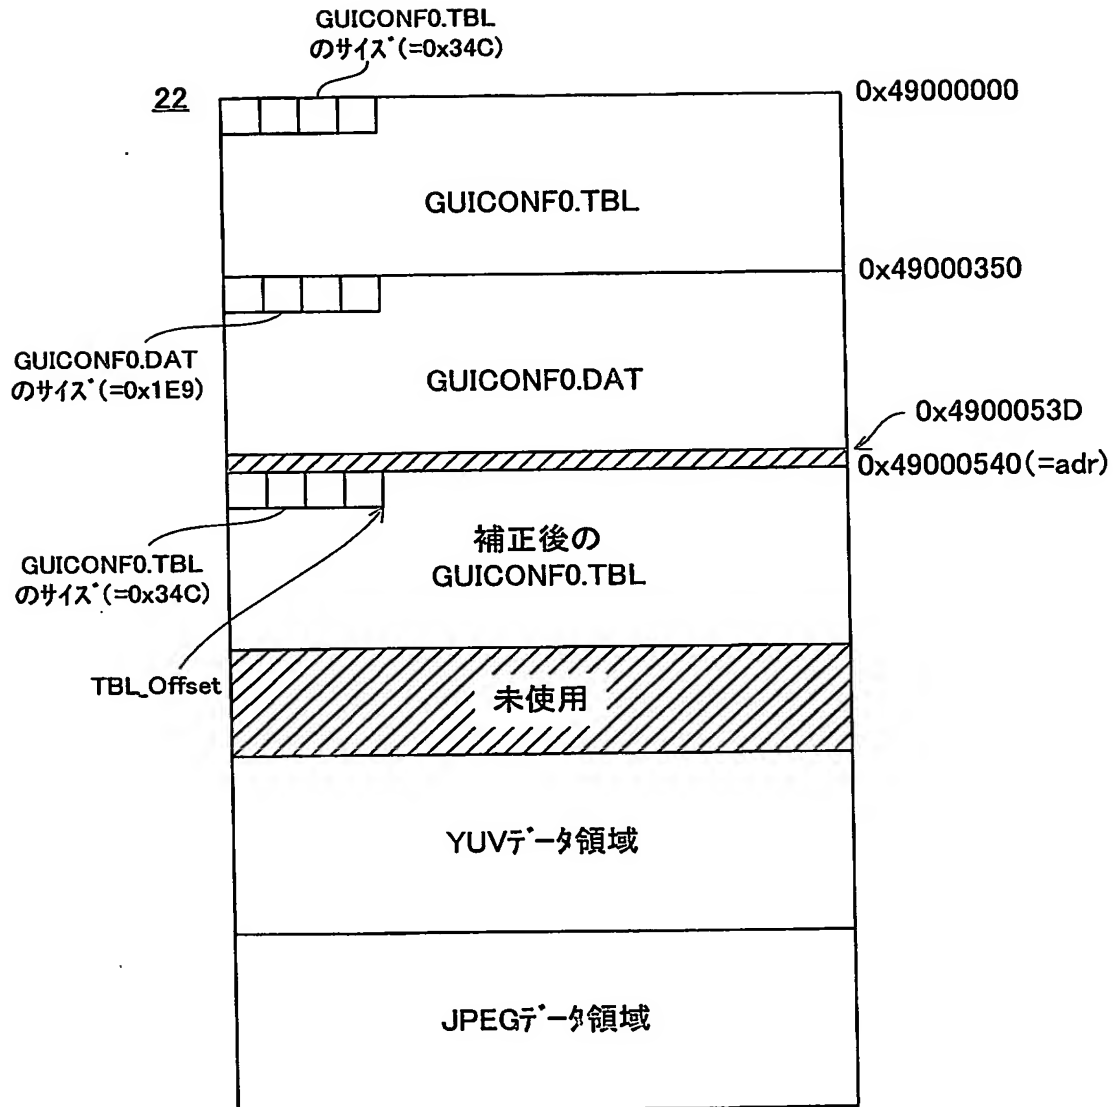 GUICONF0.TBL
のサイズ(=0x34C)
22
0x49000000
GUICONF0.TBL
0x49000350
GUICONF0.DAT
のサイズ(=0x1E9)
GUICONF0.DAT
0x4900053D
0x49000540(=adr)
補正後の
GUICONF0.TBL
GUICONF0.TBL
のサイズ(=0x34C)
TBL_Offset
未使用
YUVデータ領域
JPEGデータ領域